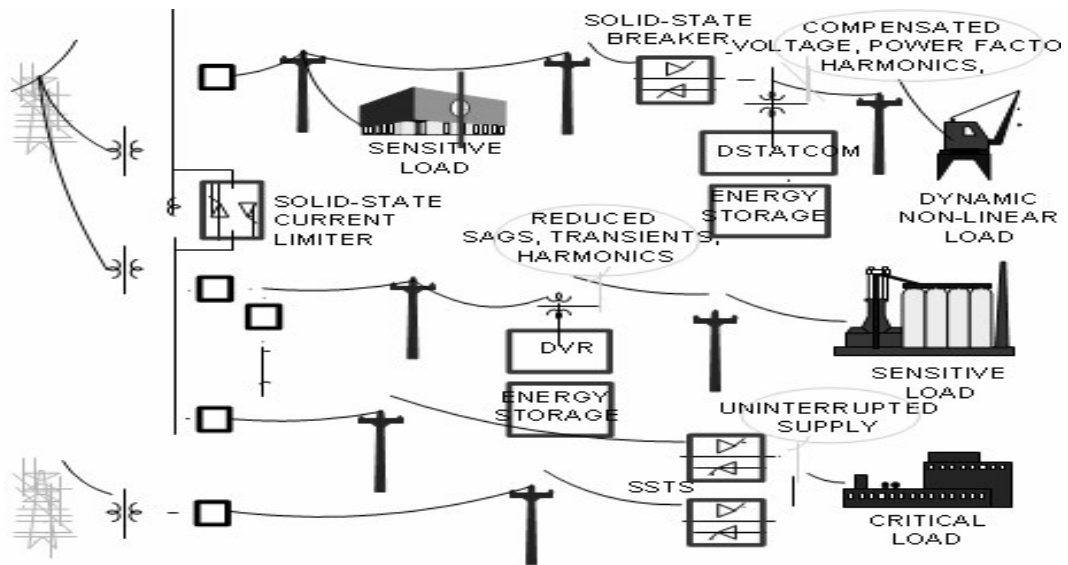 SOLID-STATE
BREAKER
COMPENSATED
VOLTAGE, POWER FACTO
HARMONICS,
SENSITIVE
LOAD
DSTATCOM
ENERGY
STORAGE
DYNAMIC
NON-LINEAR
LOAD
SOLID-STATE
CURRENT
LIMITER
REDUCED
SAGS, TRANSIENTS,
HARMONICS
DVR
ENERGY
STORAGE
SENSITIVE
LOAD
UNINTERRUPTED
SUPPLY
SSTS
CRITICAL
LOAD